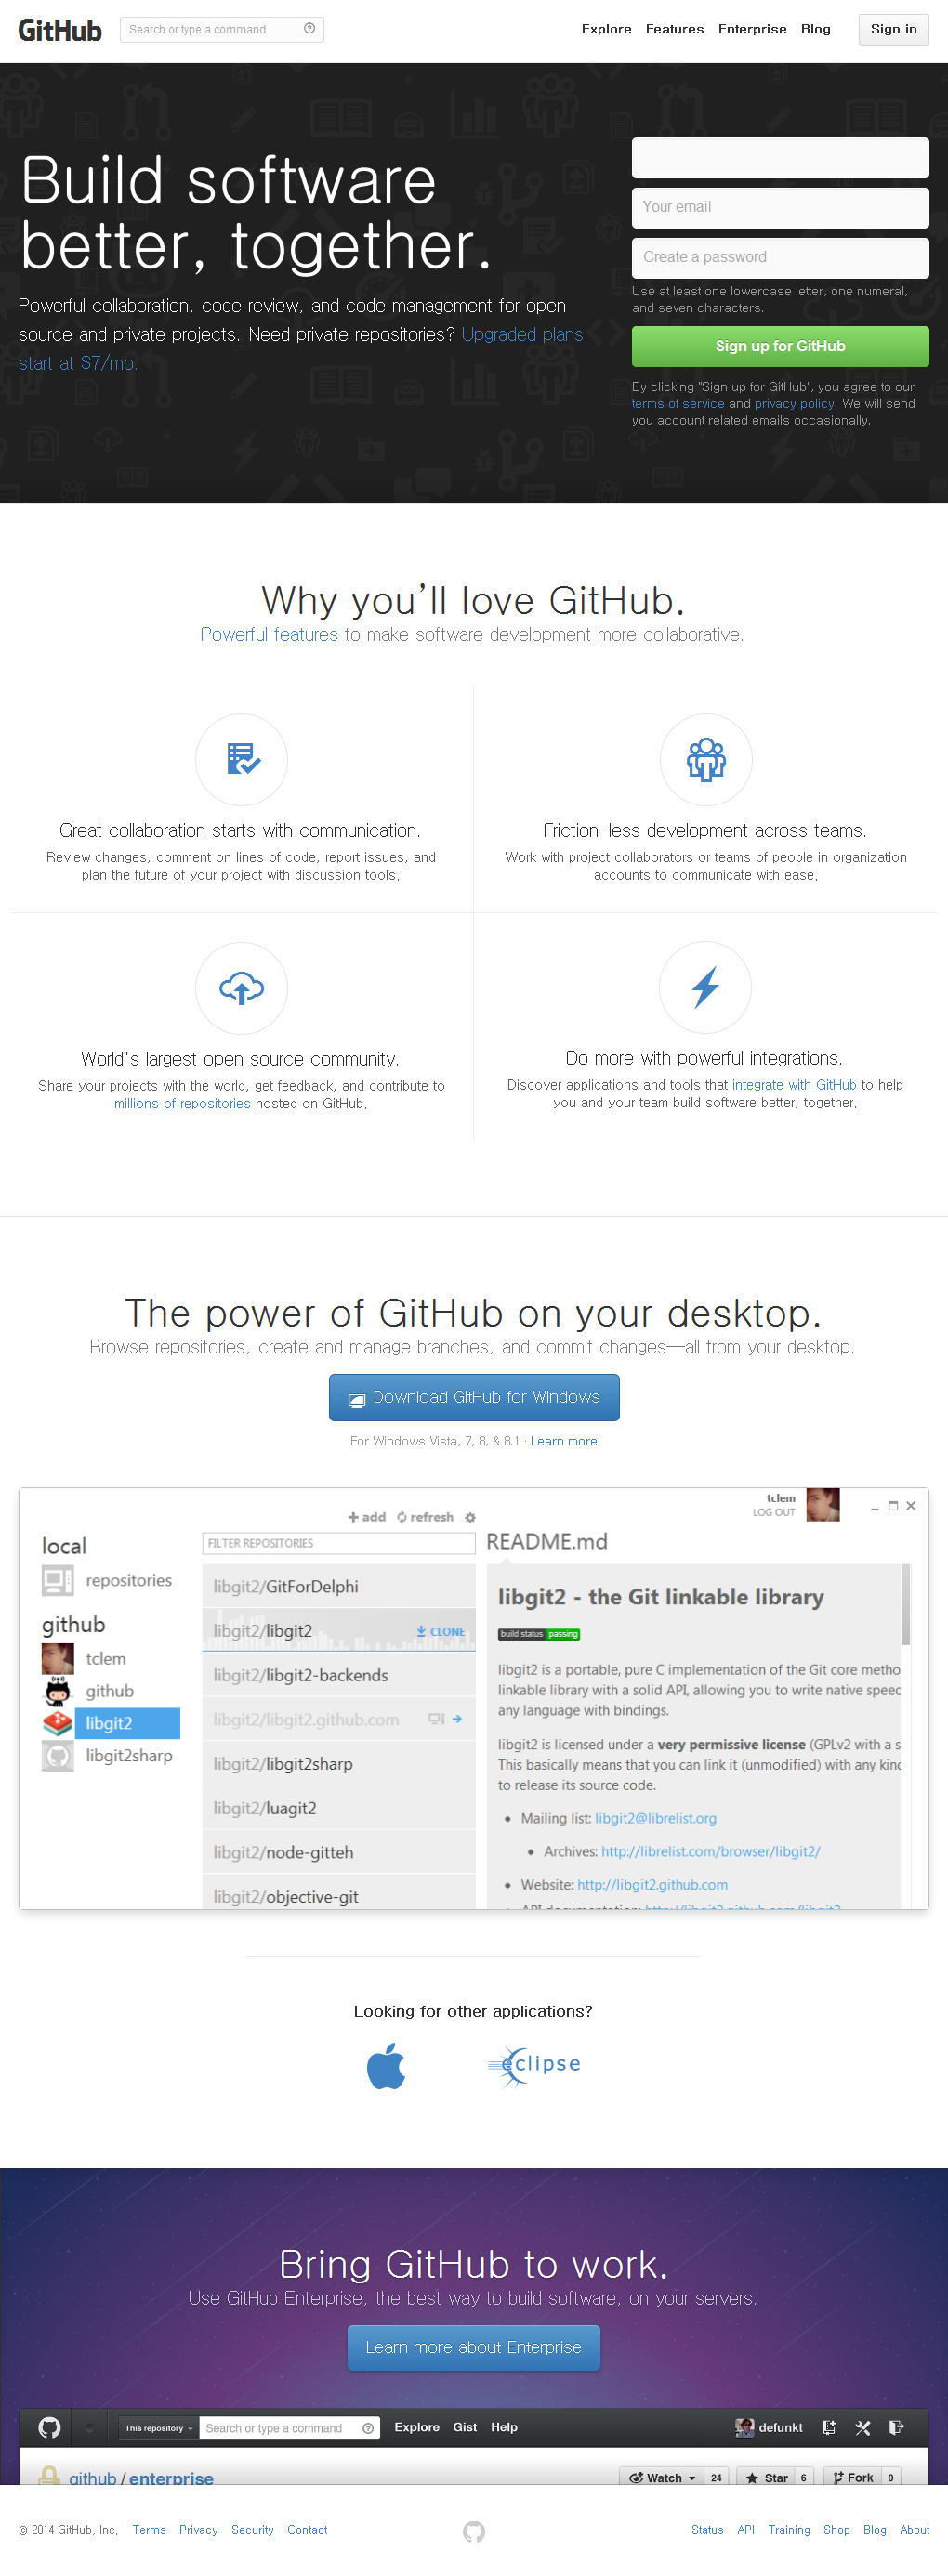 GitHub
Search or type a command
Explore Features Enterprise Blog Sign in
Build software
better, together.
Powerful collaboration, code review, and code management for open
source and private projects. Need private repositories? Upgraded plans
start at $7/mo.
Your email
Create a password
Use at least one lowercase letter, one numeral,
and seven characters.
Sign up for GitHub
By clicking "Sign up for GitHub", you agree to our
terms of service and privacy policy. We will send
you account related emails occasionally.
Why you'll love GitHub.
Powerful features to make software development more collaborative.
Great collaboration starts with communication.
Review changes, comment on lines of code, report issues, and
plan the future of your project with discussion tools.
Friction-less development across teams.
Work with project collaborators or teams of people in organization
accounts to communicate with ease.
World's largest open source community.
Share your projects with the world, get feedback, and contribute to
millions of repositories hosted on GitHub.
Do more with powerful integrations.
Discover applications and tools that integrate with GitHub to help
you and your team build software better, together.
The power of GitHub on your desktop.
Browse repositories, create and manage branches, and commit changes—all from your desktop.
Download GitHub for Windows
For Windows Vista, 7, 8, & 8.1 · Learn more
tclem
LOG OUT
add refresh
local
repositories
github
tclem
github
libgit2
libgit2sharp
FILTER REPOSITORIES
libgit2/GitForDelphi
libgit2/libgit2 CLONE
libgit2/libgit2-backends
libgit2/libgit2.github.com
libgit2/libgit2sharp
libgit2/luagit2
libgit2/node-gitteh
libgit2/objective-git
README.md
libgit2 - the Git linkable library
build status passing
libgit2 is a portable, pure C implementation of the Git core metho
linkable library with a solid API, allowing you to write native speed
any language with bindings.
libgit2 is licensed under a very permissive license (GPLv2 with a s
This basically means that you can link it (unmodified) with any kind
to release its source code.
• Mailing list: libgit2@librelist.org
• Archives: http://librelist.com/browser/libgit2/
• Website: http://libgit2.github.com
• API documentation: http://libgit2.github.com/libgit2
Looking for other applications?
eclipse
Bring GitHub to work.
Use GitHub Enterprise, the best way to build software, on your servers.
Learn more about Enterprise
This repository Search or type a command Explore Gist Help defunkt
github / enterprise Watch 24 Star 6 Fork 0
© 2014 GitHub, Inc. Terms Privacy Security Contact Status API Training Shop Blog About